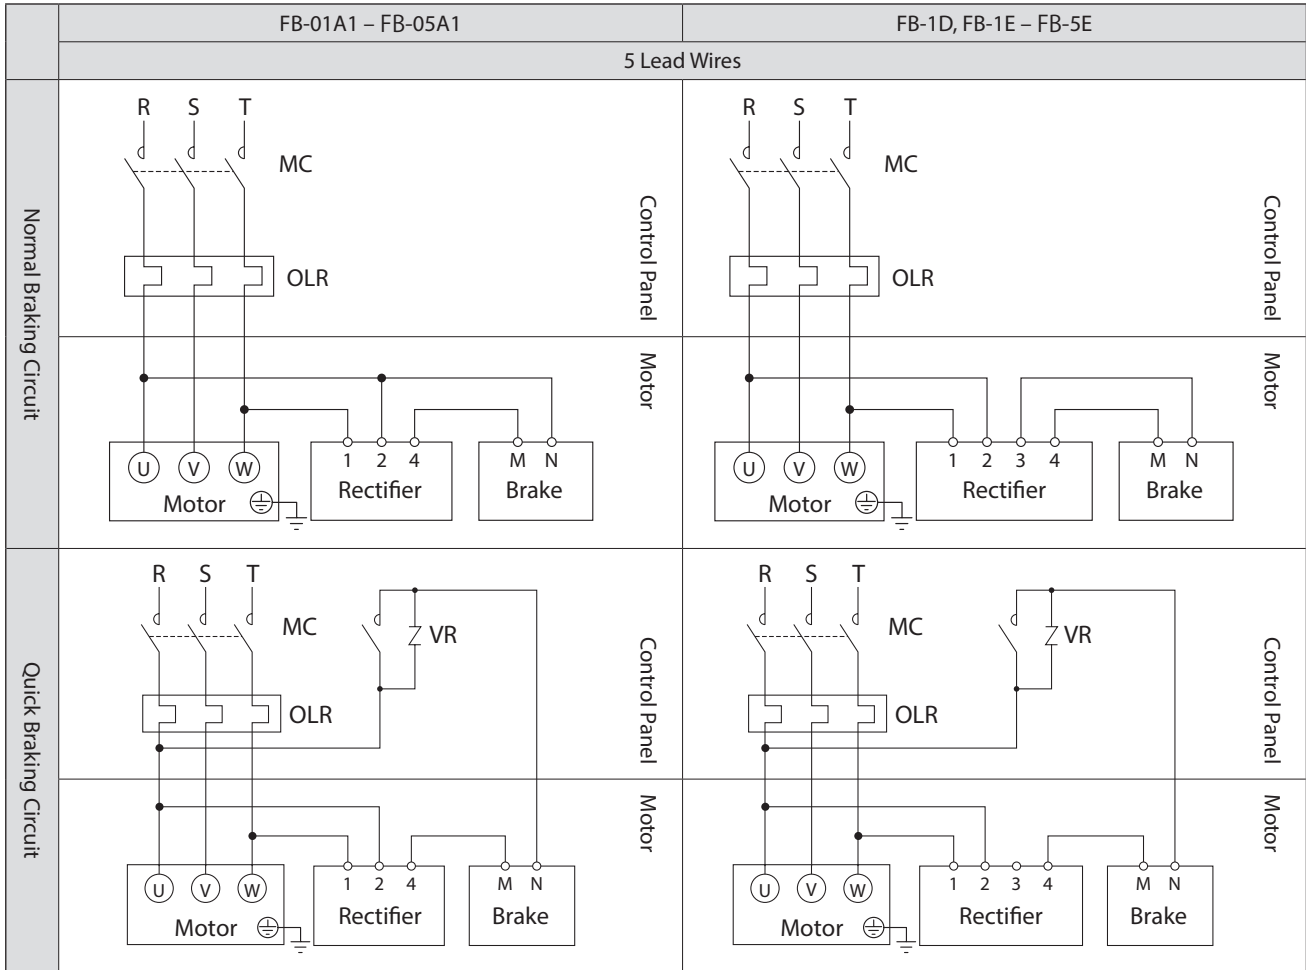 FB-01A1 – FB-05A1
FB-1D, FB-1E – FB-5E
5 Lead Wires
Normal Braking Circuit
R S T
MC
OLR
Control Panel
Motor
U V W
Motor
1 2 4
Rectifier
M N
Brake
R S T
MC
OLR
Control Panel
Motor
U V W
Motor
1 2 3 4
Rectifier
M N
Brake
Quick Braking Circuit
R S T
MC
VR
OLR
Control Panel
Motor
U V W
Motor
1 2 4
Rectifier
M N
Brake
R S T
MC
VR
OLR
Control Panel
Motor
U V W
Motor
1 2 3 4
Rectifier
M N
Brake